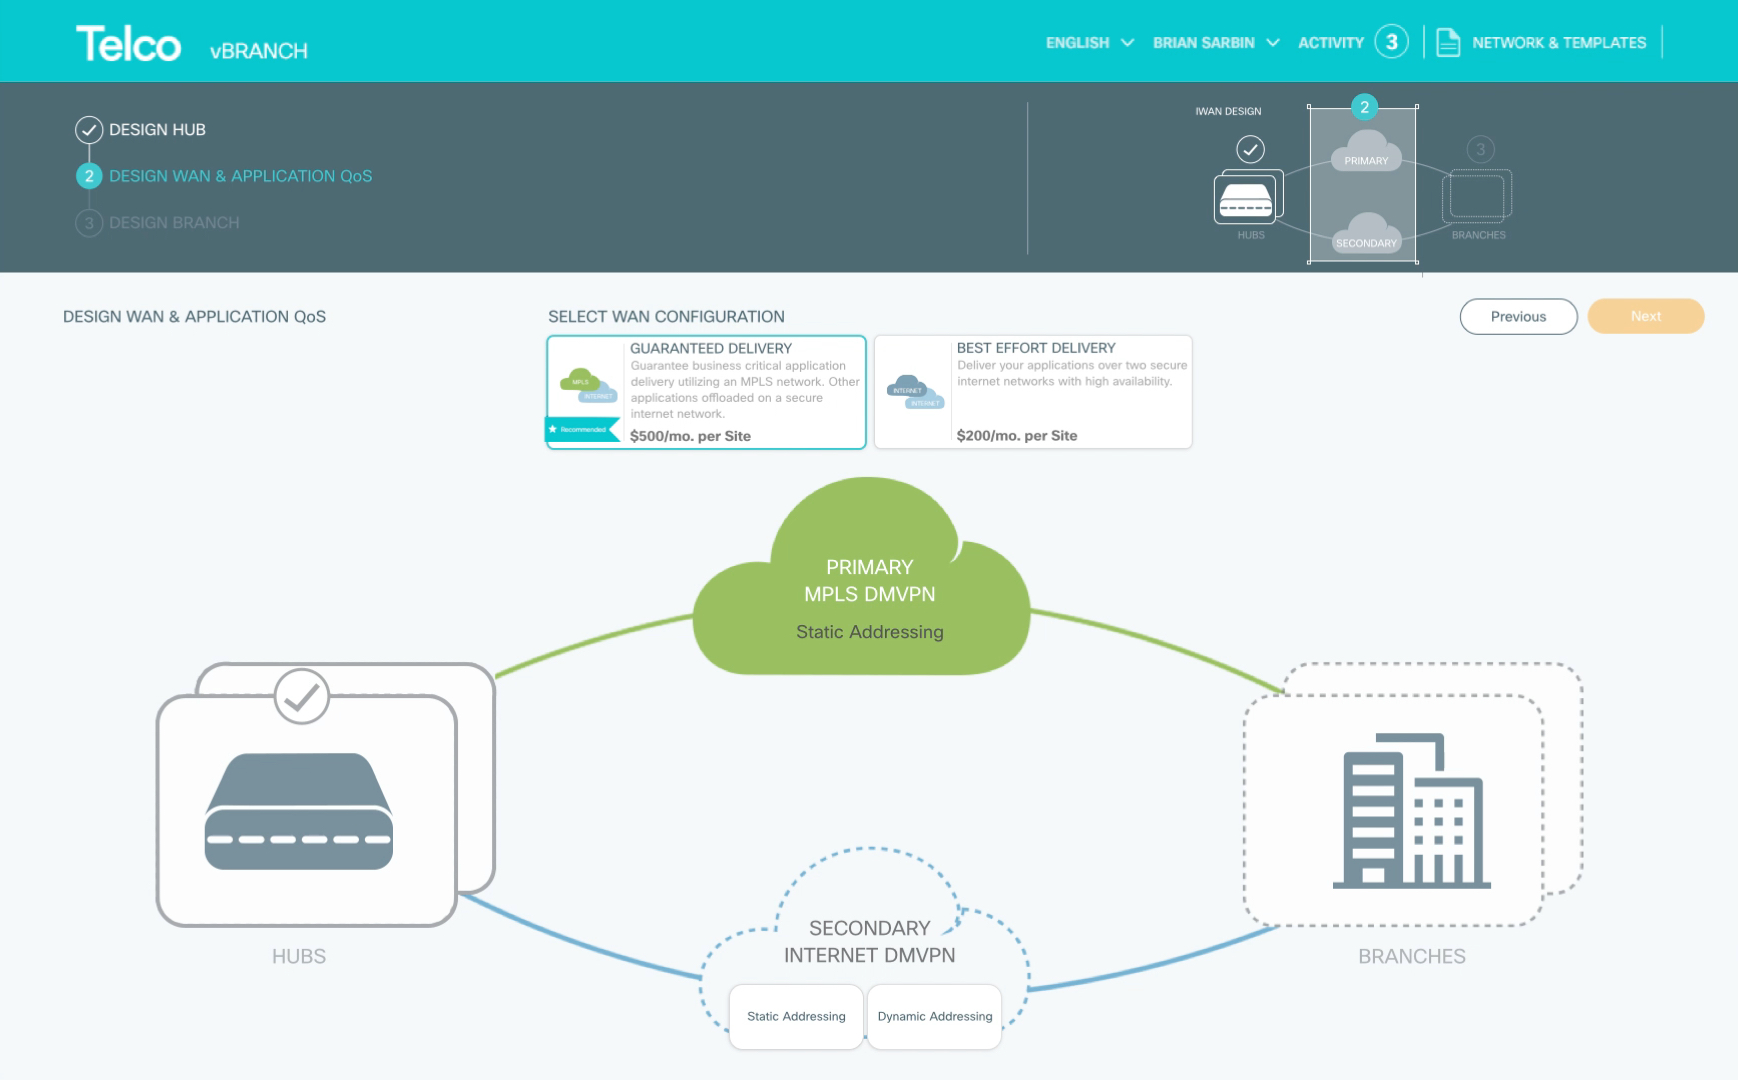 Telco vBRANCH
ENGLISH BRIAN SARBIN ACTIVITY 3 NETWORK & TEMPLATES
DESIGN HUB
2 DESIGN WAN & APPLICATION QoS
3 DESIGN BRANCH
IWAN DESIGN
2
PRIMARY
3
HUBS
SECONDARY
BRANCHES
DESIGN WAN & APPLICATION QoS
SELECT WAN CONFIGURATION
Previous
Next
GUARANTEED DELIVERY
Guarantee business critical application
delivery utilizing an MPLS network. Other
applications offloaded on a secure
internet network.
$500/mo. per Site
MPLS
INTERNET
Recommended
BEST EFFORT DELIVERY
Deliver your applications over two secure
internet networks with high availability.
$200/mo. per Site
INTERNET
INTERNET
PRIMARY
MPLS DMVPN
Static Addressing
HUBS
SECONDARY
INTERNET DMVPN
Static Addressing
Dynamic Addressing
BRANCHES